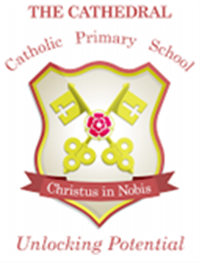 THE CATHEDRAL
Catholic Primary School
Christus in Nobis
Unlocking Potential